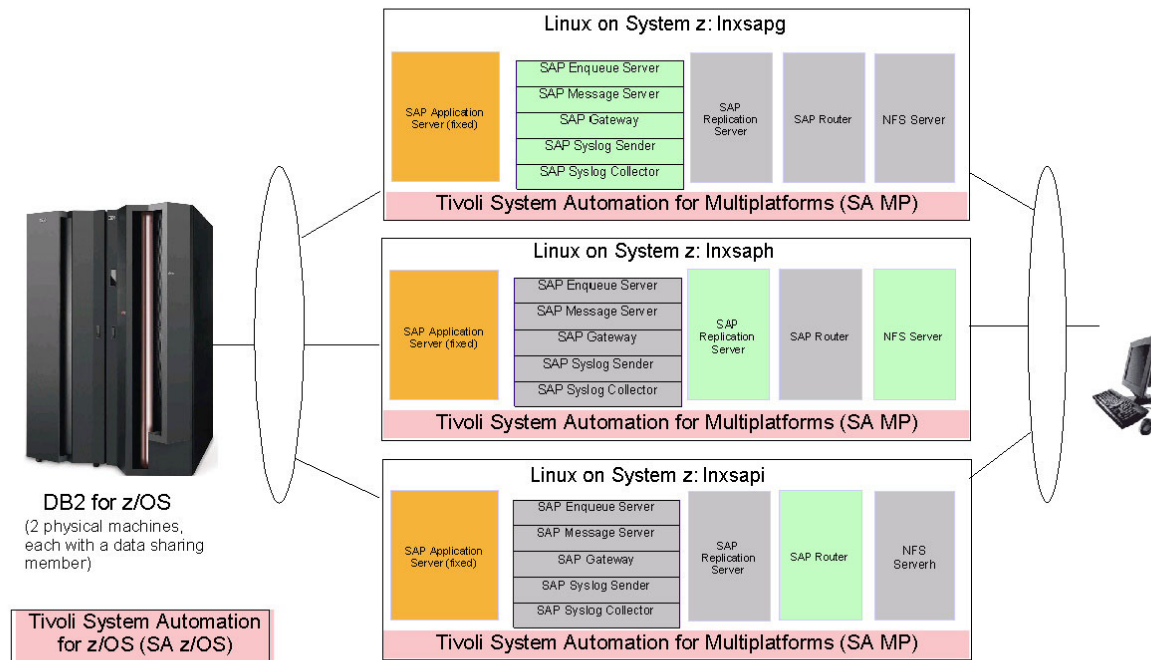 Linux on System z: lnxsapg
SAP Application
Server (fixed)
SAP Enqueue Server
SAP Message Server
SAP Gateway
SAP Syslog Sender
SAP Syslog Collector
SAP
Replication
Server
SAP Router
NFS Server
Tivoli System Automation for Multiplatforms (SA MP)
Linux on System z: lnxsaph
SAP Application
Server (fixed)
SAP Enqueue Server
SAP Message Server
SAP Gateway
SAP Syslog Sender
SAP Syslog Collector
SAP
Replication
Server
SAP Router
NFS Server
Tivoli System Automation for Multiplatforms (SA MP)
Linux on System z: lnxsapi
SAP Application
Server (fixed)
SAP Enqueue Server
SAP Message Server
SAP Gateway
SAP Syslog Sender
SAP Syslog Collector
SAP
Replication
Server
SAP Router
NFS
Serverh
Tivoli System Automation for Multiplatforms (SA MP)
DB2 for z/OS
(2 physical machines,
each with a data sharing
member)
Tivoli System Automation
for z/OS (SA z/OS)